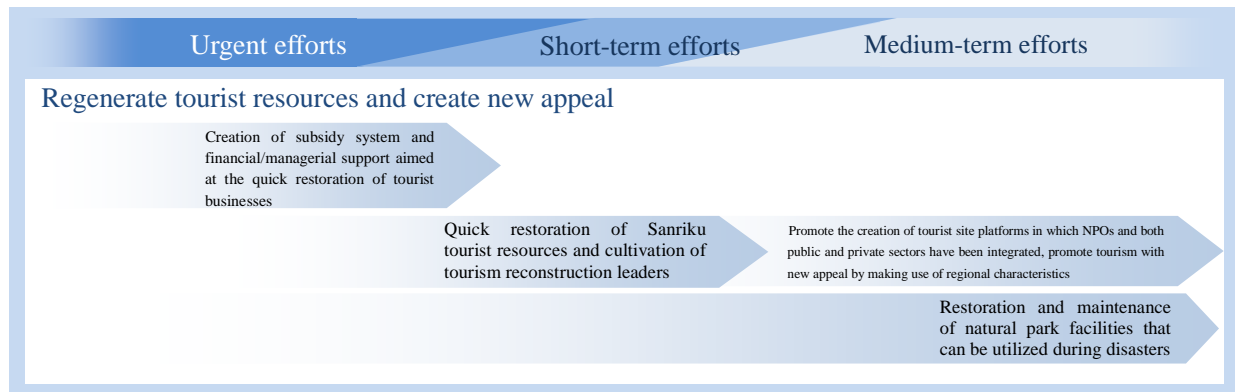 Urgent efforts
Short-term efforts
Medium-term efforts
Regenerate tourist resources and create new appeal
Creation of subsidy system and
financial/managerial support aimed
at the quick restoration of tourist
businesses
Quick restoration of Sanriku
tourist resources and cultivation of
tourism reconstruction leaders
Promote the creation of tourist site platforms in which NPOs and both
public and private sectors have been integrated, promote tourism with
new appeal by making use of regional characteristics
Restoration and maintenance
of natural park facilities that
can be utilized during disasters